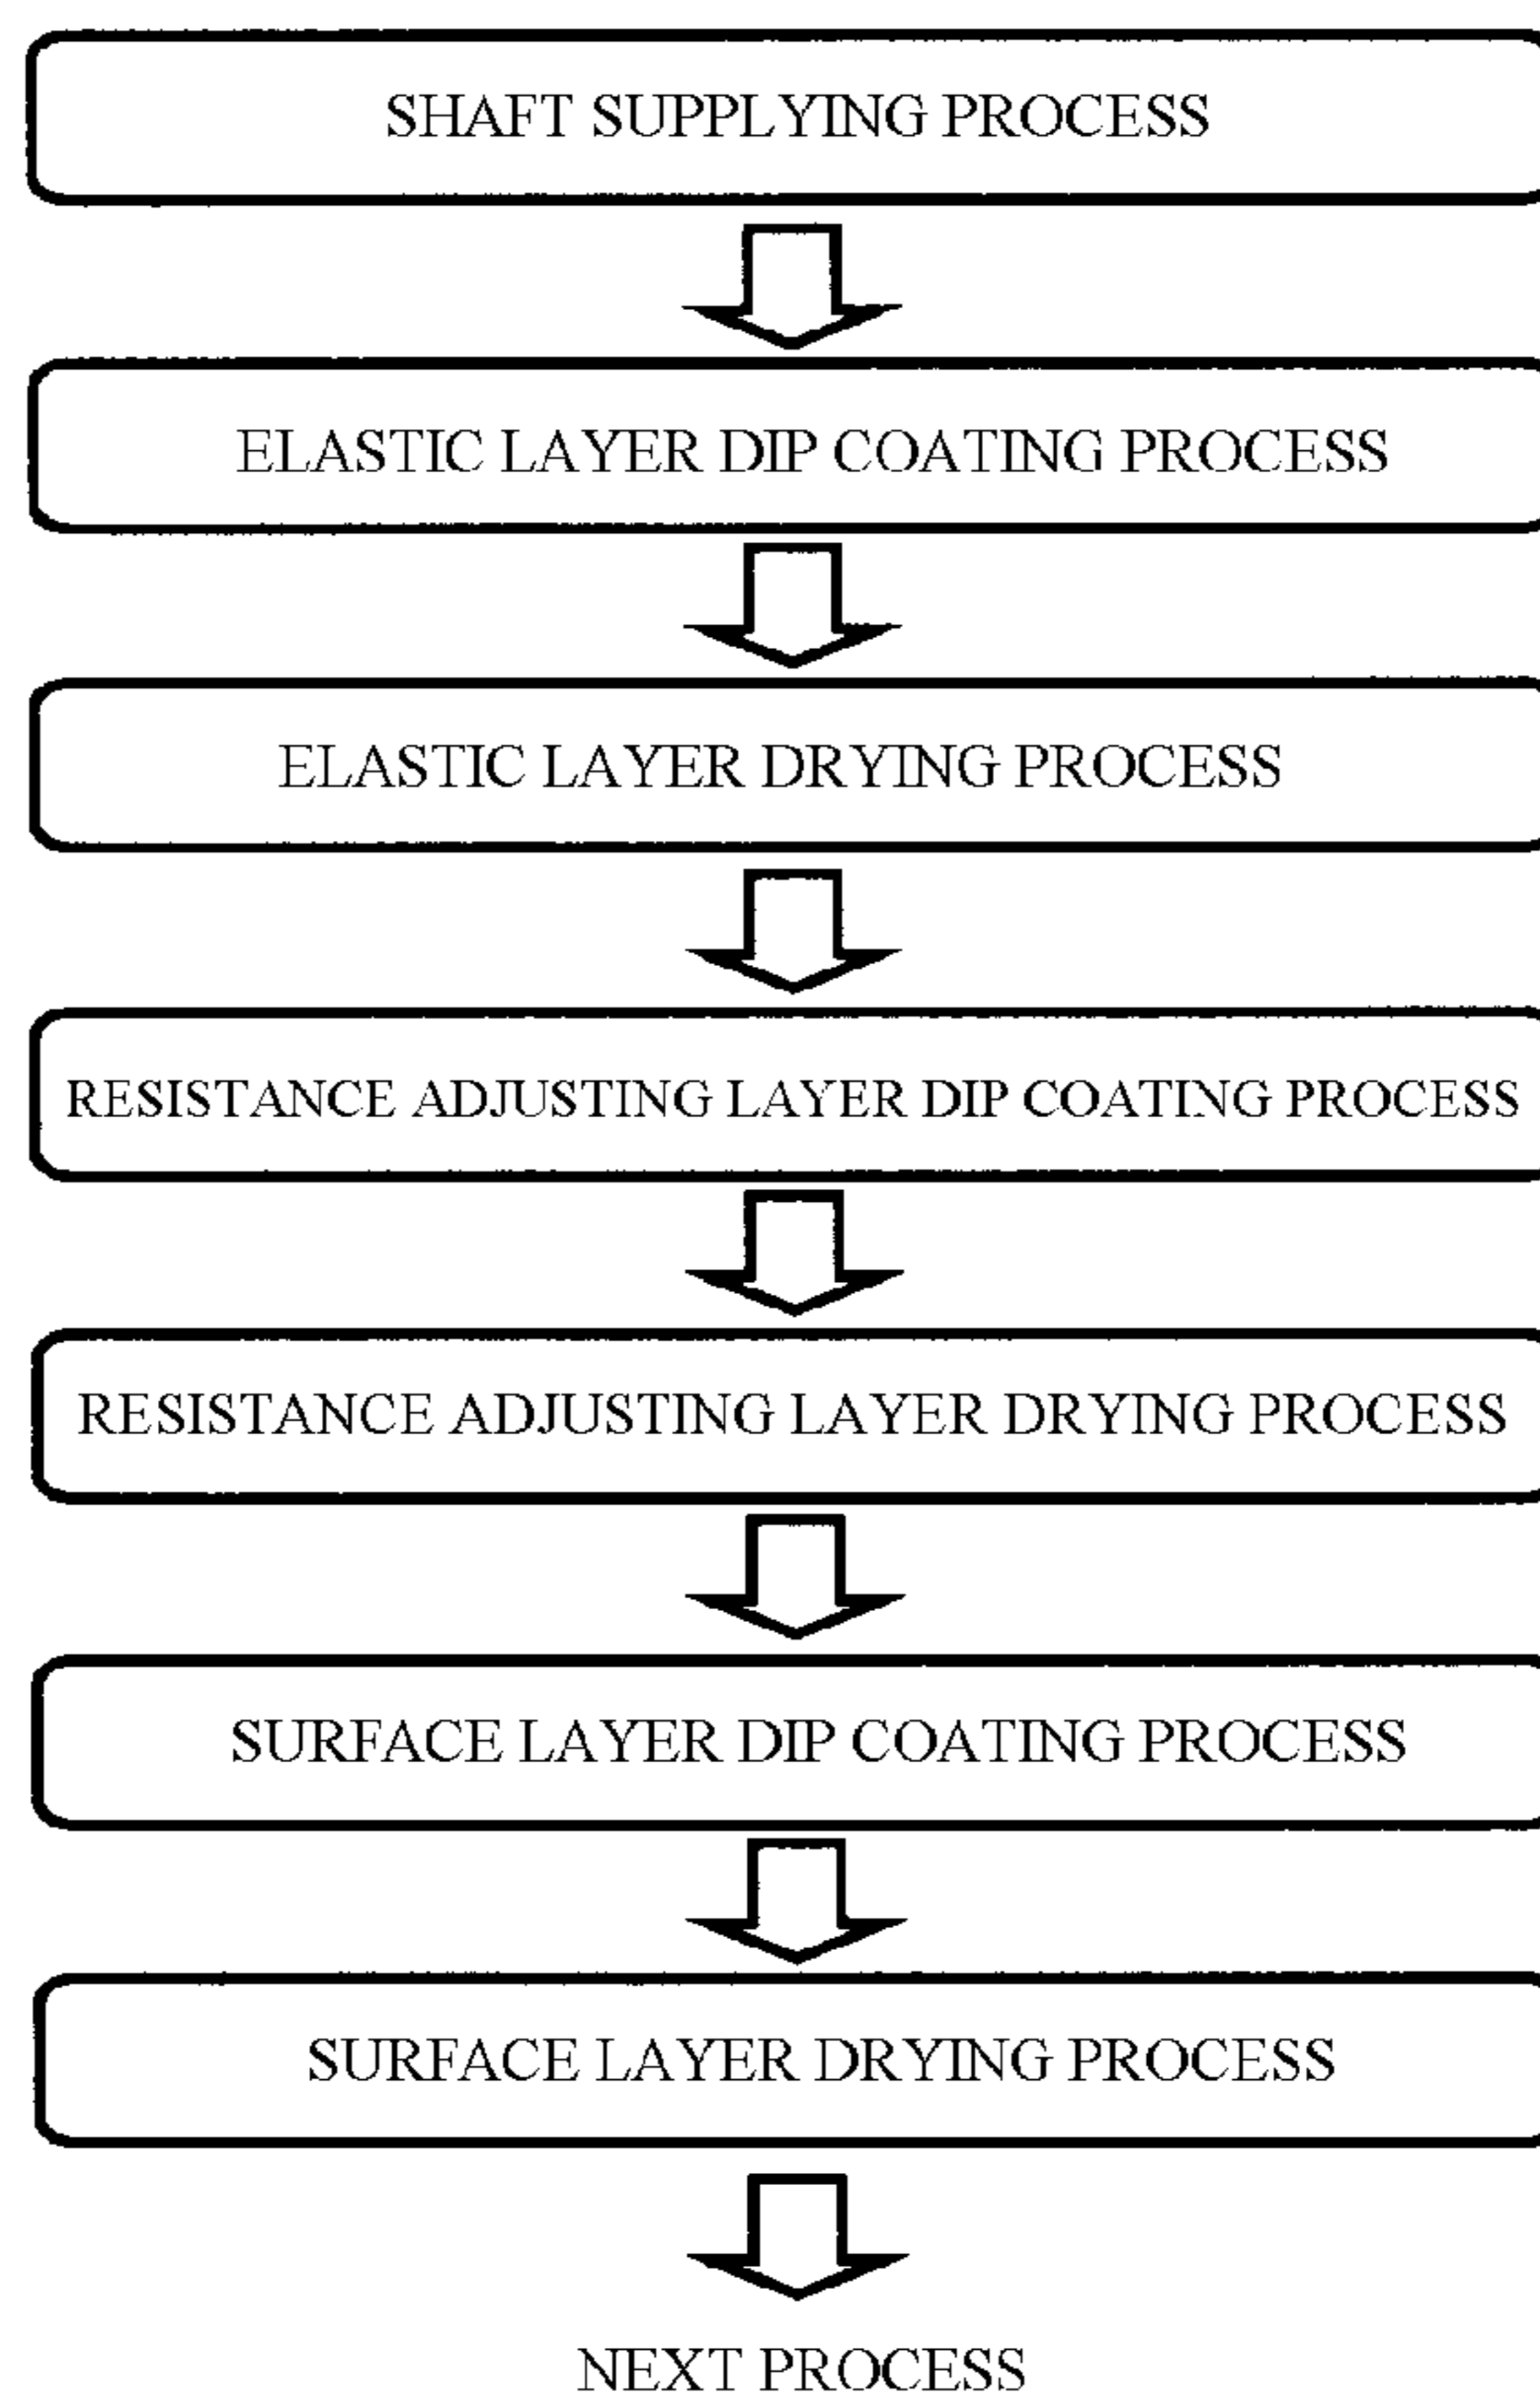 SHAFT SUPPLYING PROCESS
ELASTIC LAYER DIP COATING PROCESS
ELASTIC LAYER DRYING PROCESS
RESISTANCE ADJUSTING LAYER DIP COATING PROCESS
RESISTANCE ADJUSTING LAYER DRYING PROCESS
SURFACE LAYER DIP COATING PROCESS
SURFACE LAYER DRYING PROCESS
NEXT PROCESS